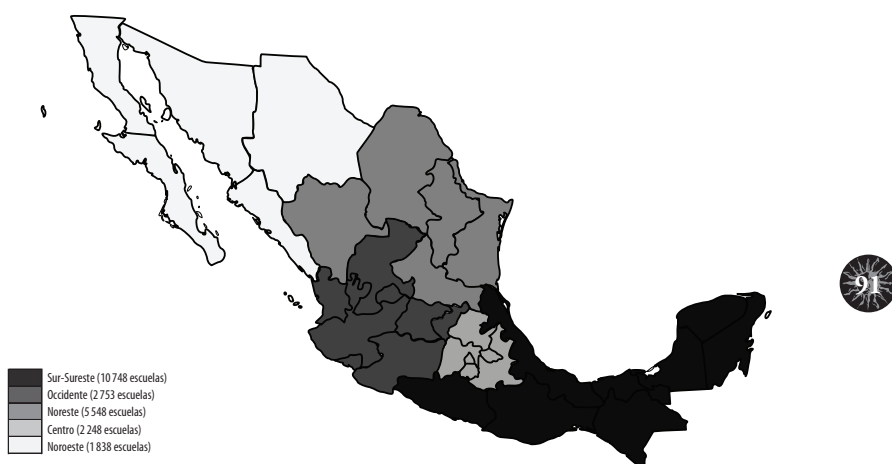 91
Sur-Sureste (10 748 escuelas)
Occidente (2 753 escuelas)
Noreste (5 548 escuelas)
Centro (2 248 escuelas)
Noroeste (1 838 escuelas)